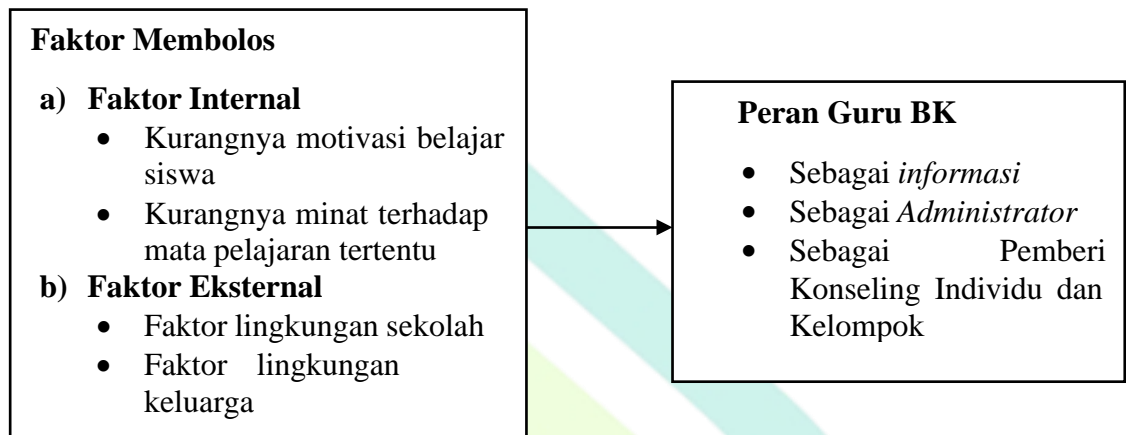 Faktor Membolos
a) Faktor Internal
• Kurangnya motivasi belajar
siswa
• Kurangnya minat terhadap
mata pelajaran tertentu
b) Faktor Eksternal
• Faktor lingkungan sekolah
• Faktor lingkungan
keluarga
Peran Guru BK
• Sebagai informasi
• Sebagai Administrator
• Sebagai Pemberi
Konseling Individu dan
Kelompok